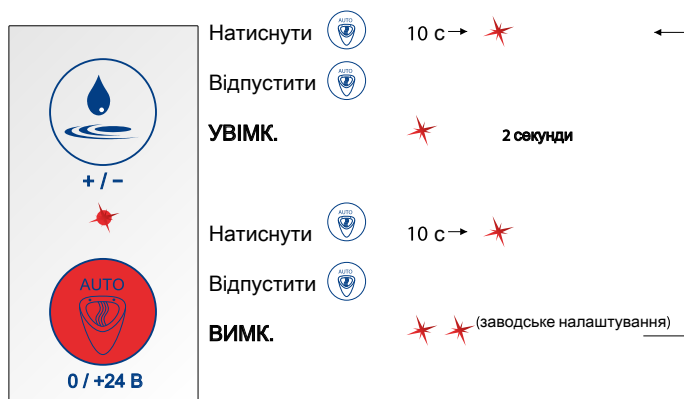 Натиснути AUTO 10 с
Відпустити AUTO
УВІМК. 2 секунди
+ / −
Натиснути AUTO 10 с
AUTO
Відпустити AUTO
ВИМК. (заводське налаштування)
0 / +24 В